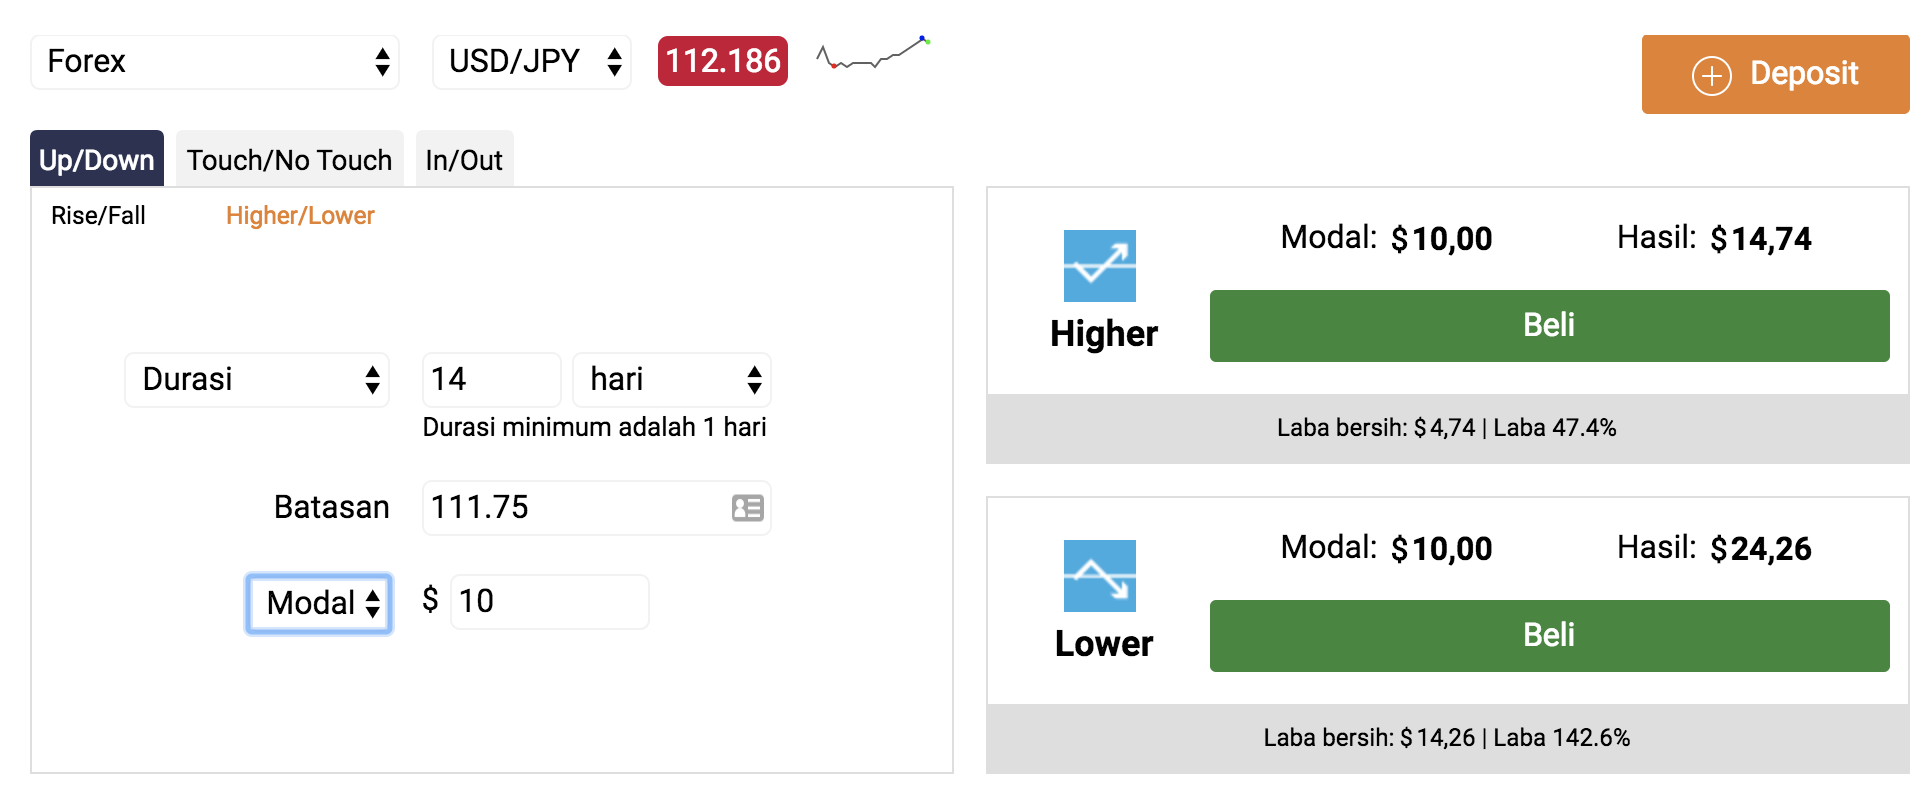 Forex
USD/JPY
112.186
Deposit
Up/Down
Touch/No Touch
In/Out
Rise/Fall
Higher/Lower
Durasi
14
hari
Durasi minimum adalah 1 hari
Batasan
111.75
Modal
$ 10
Modal: $10,00
Hasil: $14,74
Higher
Beli
Laba bersih: $4,74 | Laba 47.4%
Modal: $10,00
Hasil: $24,26
Lower
Beli
Laba bersih: $14,26 | Laba 142.6%